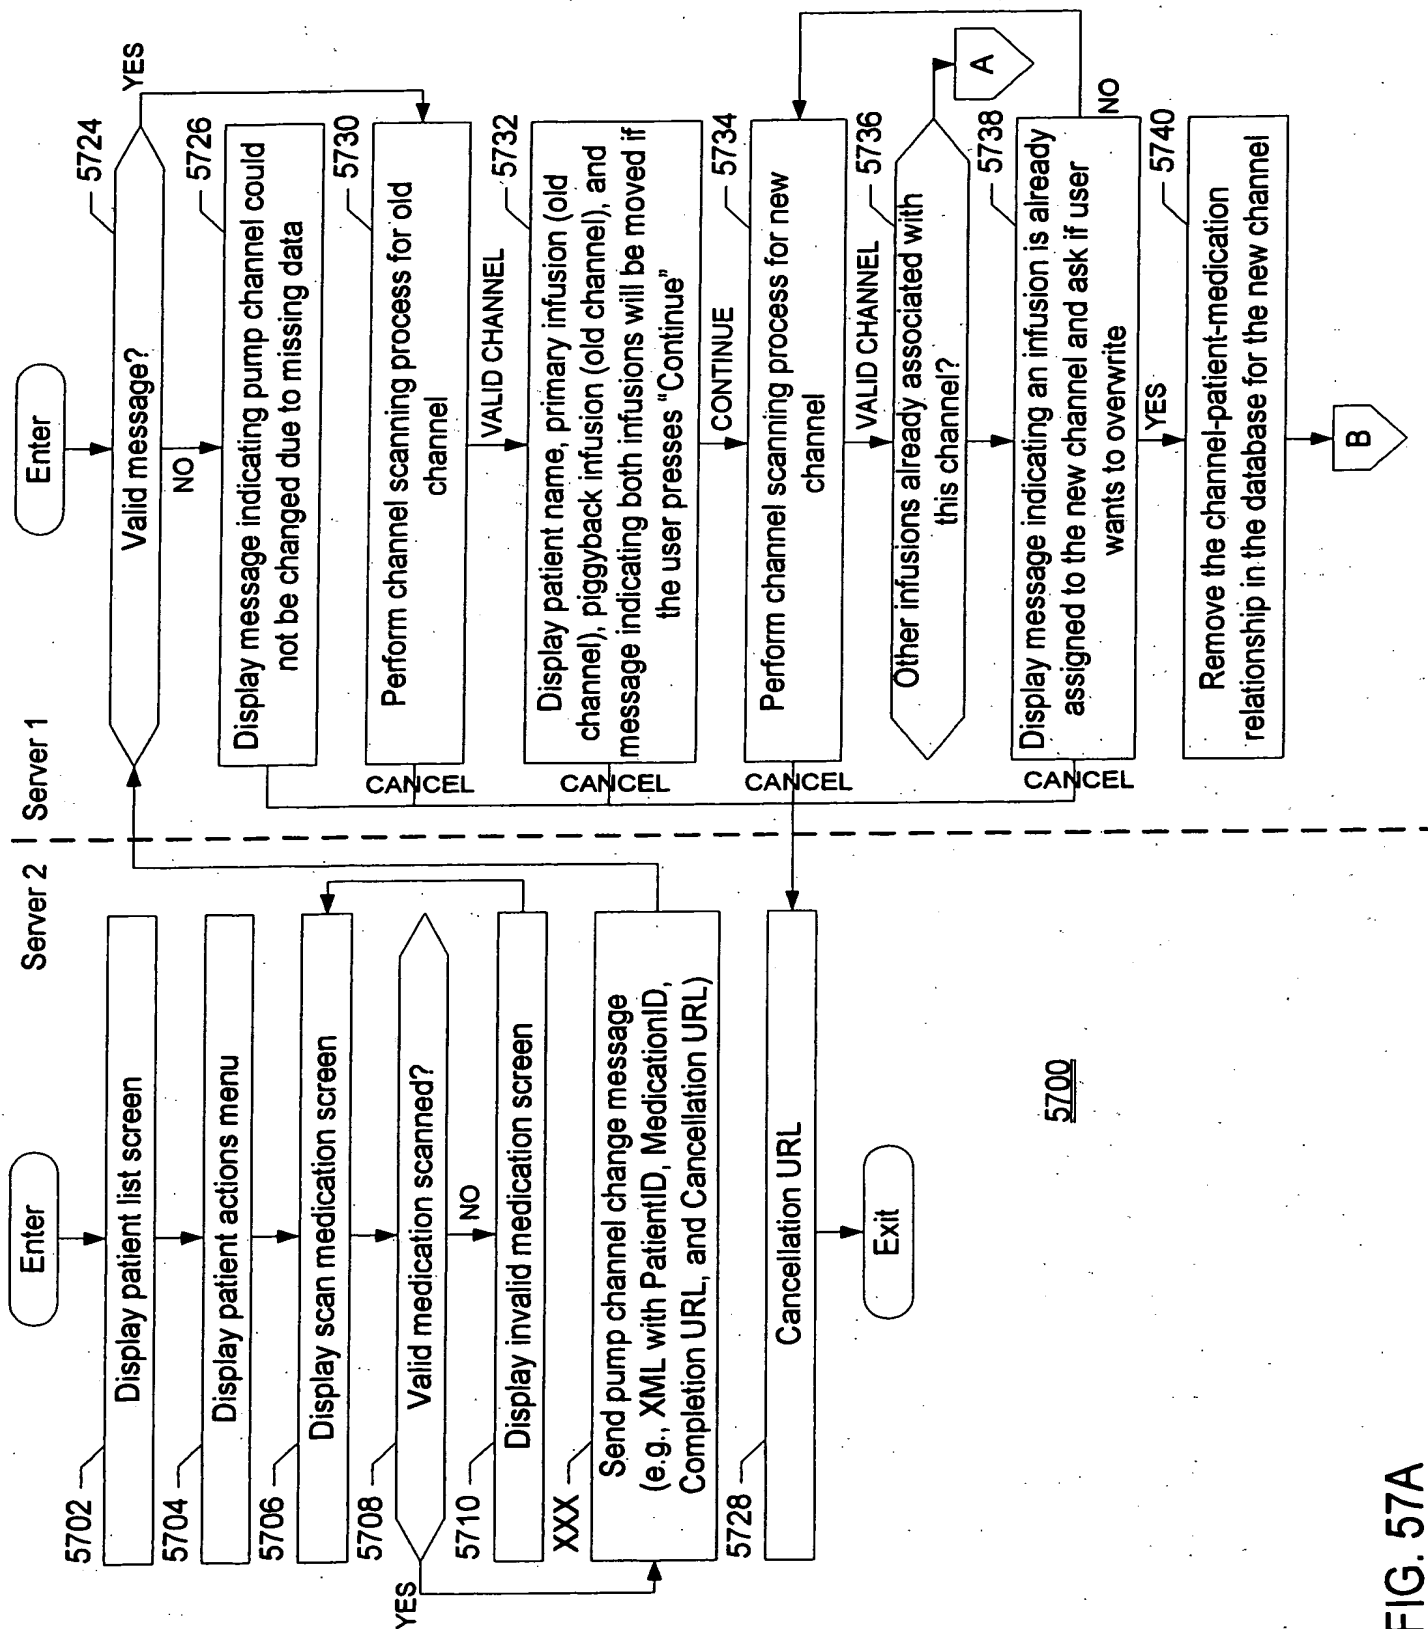 Server 2
Server 1
Enter
5702
Display patient list screen
5704
Display patient actions menu
5706
Display scan medication screen
5708
Valid medication scanned?
YES
NO
5710
Display invalid medication screen
XXX
Send pump channel change message
(e.g., XML with PatientID, MedicationID,
Completion URL, and Cancellation URL)
5728
Cancellation URL
Exit
5700
Enter
5724
Valid message?
YES
NO
5726
Display message indicating pump channel could
not be changed due to missing data
5730
Perform channel scanning process for old
channel
CANCEL
VALID CHANNEL
5732
Display patient name, primary infusion (old
channel), piggyback infusion (old channel), and
message indicating both infusions will be moved if
the user presses "Continue"
CANCEL
CONTINUE
5734
Perform channel scanning process for new
channel
CANCEL
VALID CHANNEL
5736
Other infusions already associated with
this channel?
A
5738
Display message indicating an infusion is already
assigned to the new channel and ask if user
wants to overwrite
CANCEL
NO
YES
5740
Remove the channel-patient-medication
relationship in the database for the new channel
B
FIG. 57A